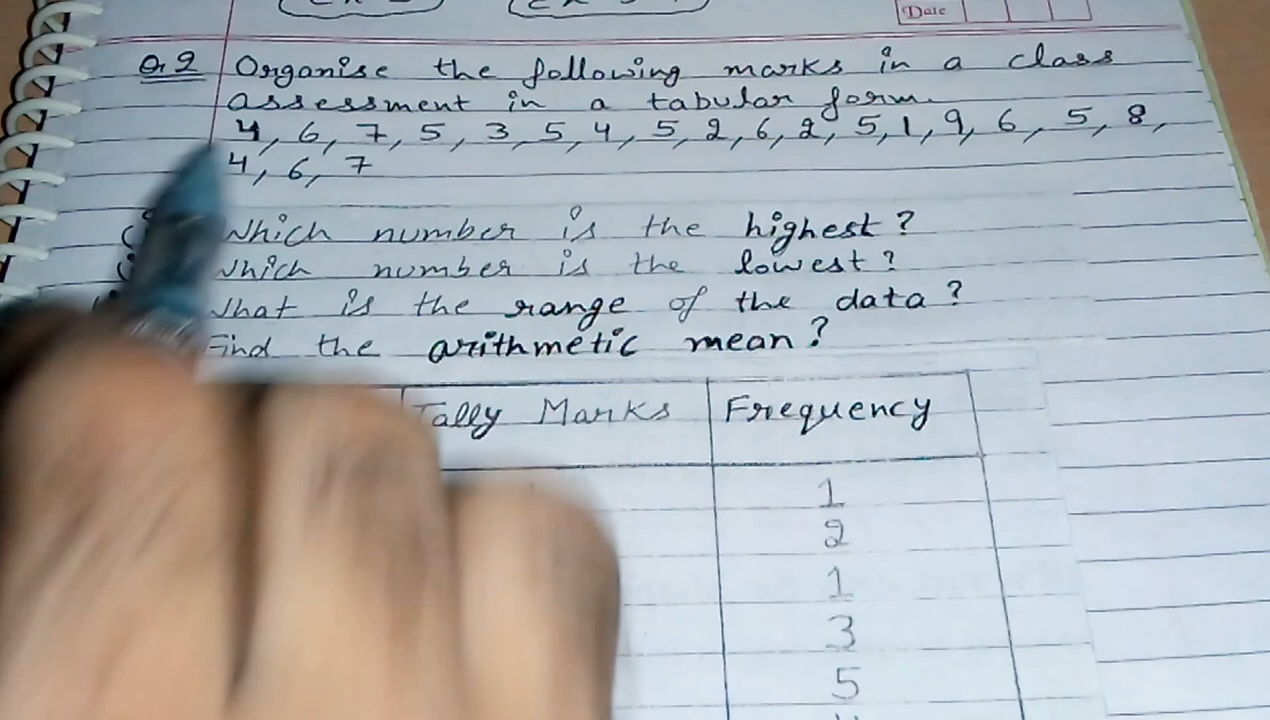 Date
Q.2 Organise the following marks in a class
assessment in a tabular form.
4, 6, 7, 5, 3, 5, 4, 5, 2, 6, 2, 5, 1, 9, 6, 5, 8,
4, 6, 7
Which number is the highest?
Which number is the lowest?
What is the range of the data?
Find the arithmetic mean?
Tally Marks Frequency
1
2
1
3
5